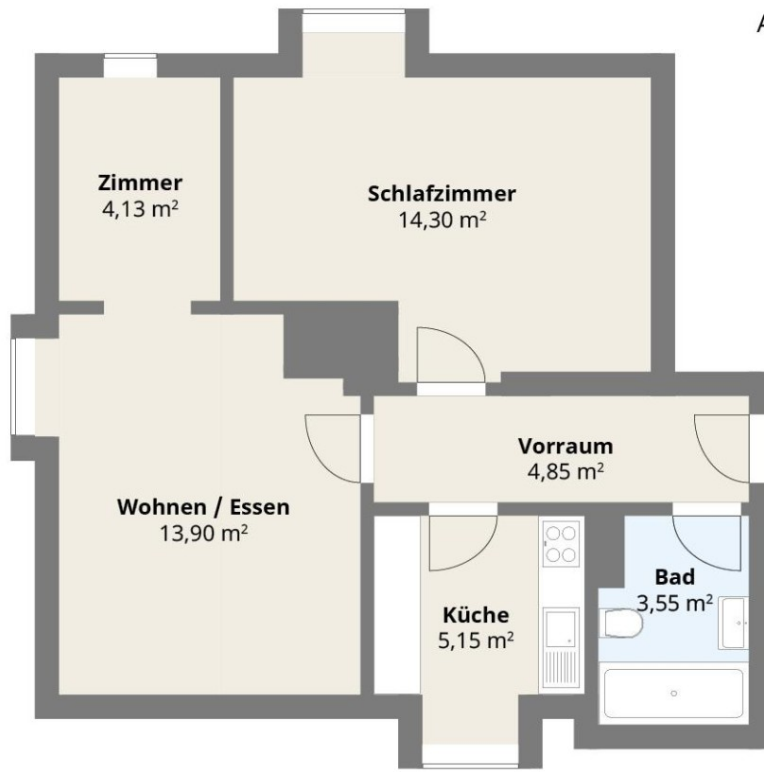 A
Zimmer
4,13 m²
Schlafzimmer
14,30 m²
Vorraum
4,85 m²
Wohnen / Essen
13,90 m²
Bad
3,55 m²
Küche
5,15 m²